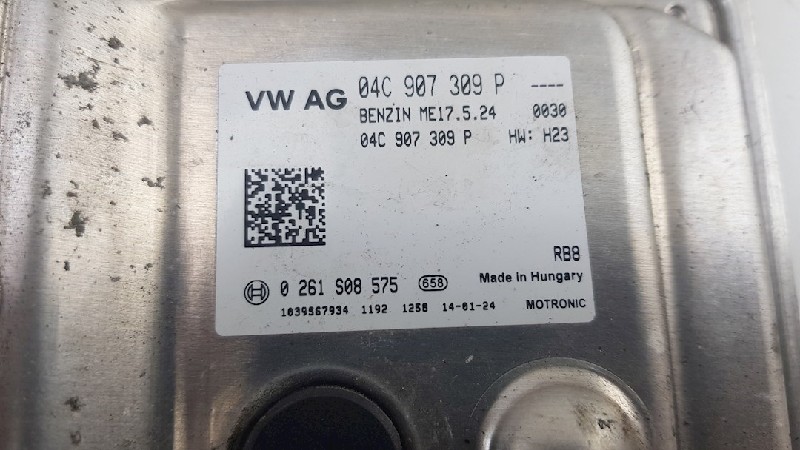 VW AG 04C 907 309 P ----
BENZIN ME17.5.24 0030
04C 907 309 P HW: H23
RB8
0 261 S08 575 658 Made in Hungary
1039567934 1192 1258 14-01-24 MOTRONIC